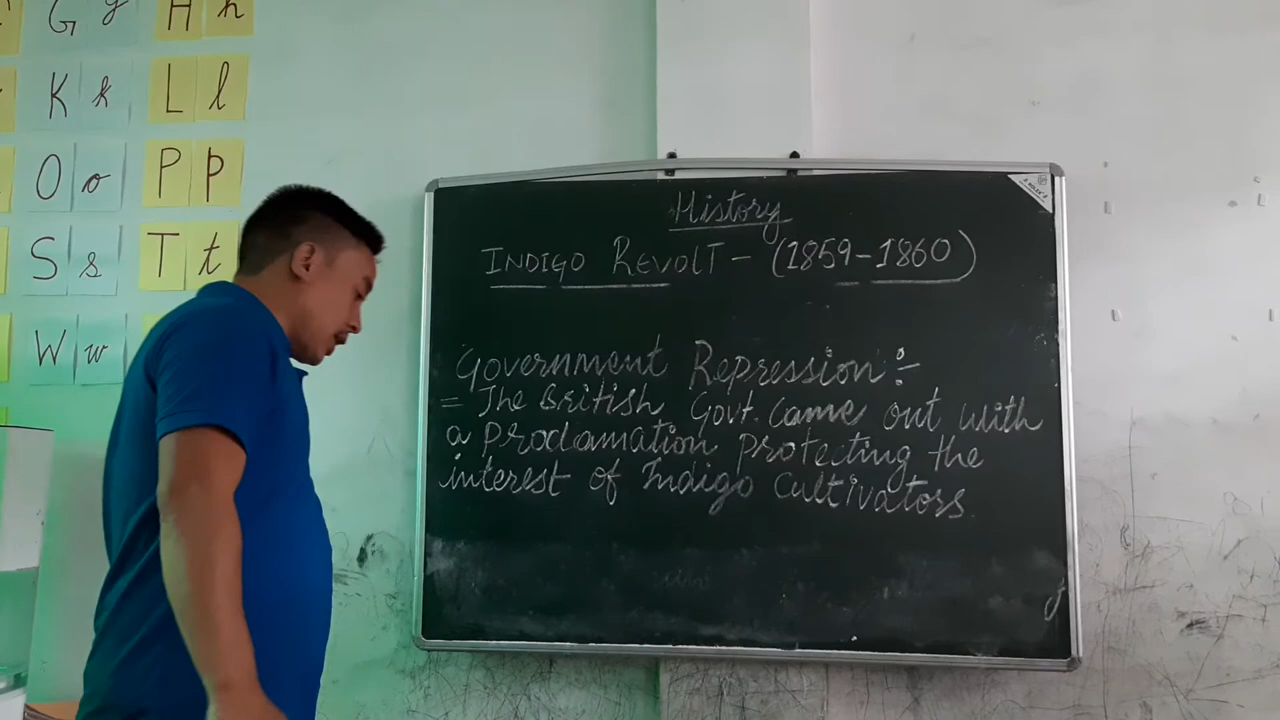 G g H h
K k L l
O o P p
S s T t
W w
History
INDIGO REVOLT - (1859-1860)
Government Repression :-
= The British Govt. came out with
a proclamation protecting the
interest of Indigo Cultivators